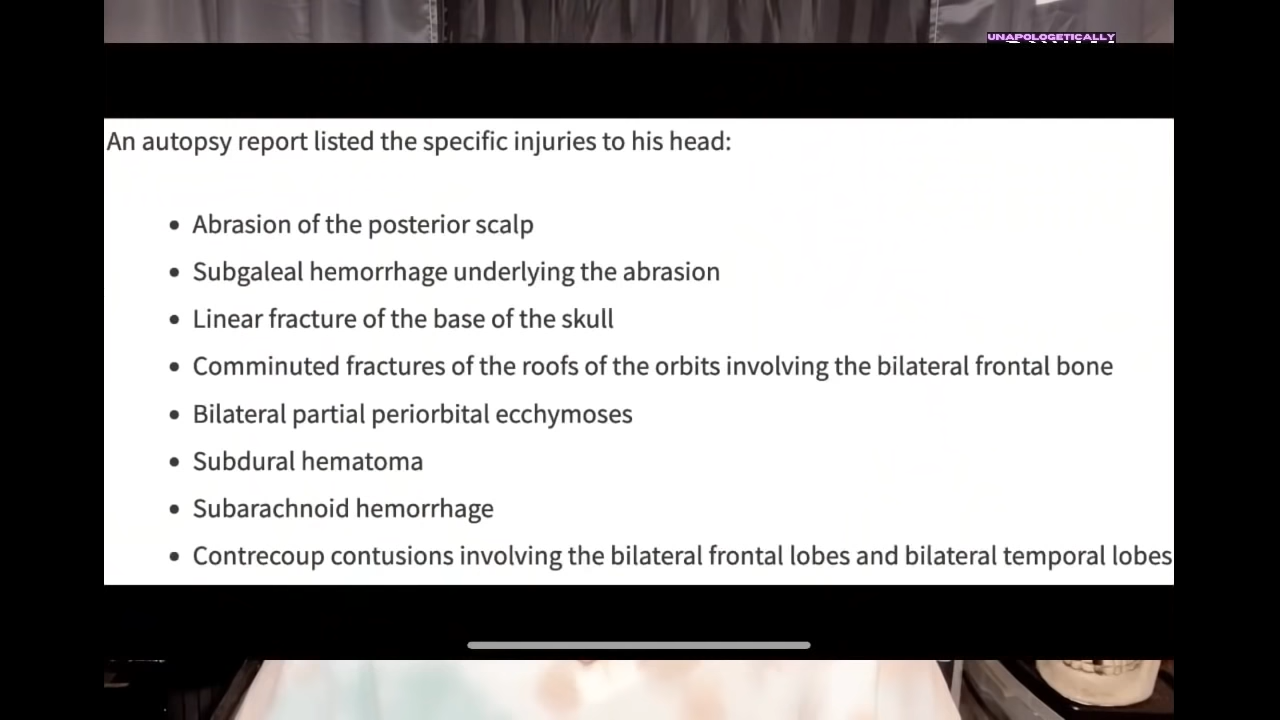 UNAPOLOGETICALLY
An autopsy report listed the specific injuries to his head:
• Abrasion of the posterior scalp
• Subgaleal hemorrhage underlying the abrasion
• Linear fracture of the base of the skull
• Comminuted fractures of the roofs of the orbits involving the bilateral frontal bone
• Bilateral partial periorbital ecchymoses
• Subdural hematoma
• Subarachnoid hemorrhage
• Contrecoup contusions involving the bilateral frontal lobes and bilateral temporal lobes